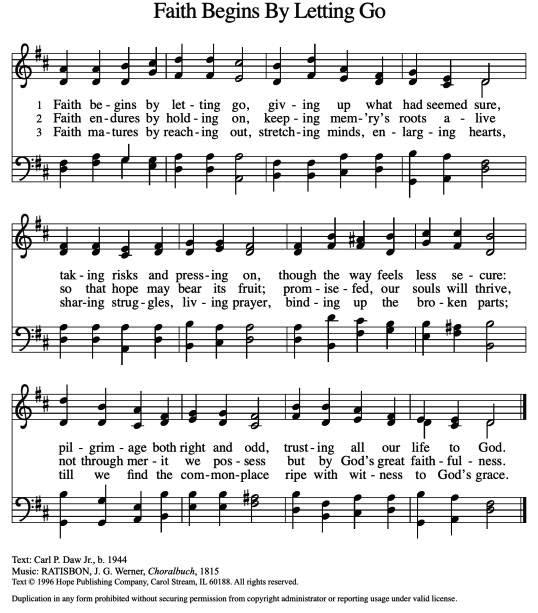 Faith Begins By Letting Go
1 Faith be - gins by let - ting go, giv - ing up what had seemed sure,
2 Faith en - dures by hold - ing on, keep - ing mem - 'ry's roots a - live
3 Faith ma - tures by reach - ing out, stretch - ing minds, en - larg - ing hearts,
tak - ing risks and press - ing on, though the way feels less se - cure:
so that hope may bear its fruit; prom - ise - fed, our souls will thrive,
shar - ing strug - gles, liv - ing prayer, bind - ing up the bro - ken parts;
pil - grim - age both right and odd, trust - ing all our life to God.
not through mer - it we pos - sess but by God's great faith - ful - ness.
till we find the com - mon - place ripe with wit - ness to God's grace.
Text: Carl P. Daw Jr., b. 1944
Music: RATISBON, J. G. Werner, Choralbuch, 1815
Text © 1996 Hope Publishing Company, Carol Stream, IL 60188. All rights reserved.
Duplication in any form prohibited without securing permission from copyright administrator or reporting usage under valid license.